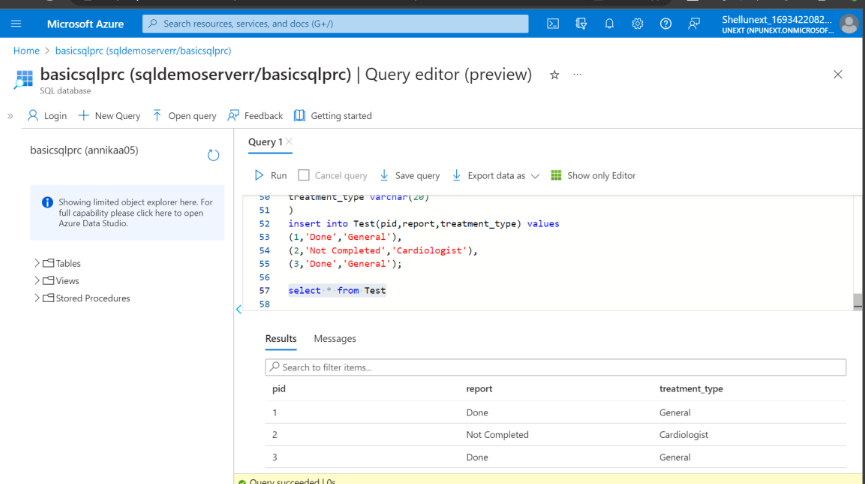 Microsoft Azure
Search resources, services, and docs (G+/)
Shellunext_1693422082...
UNEXT (NPUNEXT.ONMICROSOF...
Home > basicsqlprc (sqldemoserverr/basicsqlprc)
basicsqlprc (sqldemoserverr/basicsqlprc) | Query editor (preview)
SQL database
Login
New Query
Open query
Feedback
Getting started
basicsqlprc (annikaa05)
Showing limited object explorer here. For
full capability please click here to open
Azure Data Studio.
Tables
Views
Stored Procedures
Query 1
Run
Cancel query
Save query
Export data as
Show only Editor
50 treatment_type varchar(20)
51 )
52 insert into Test(pid,report,treatment_type) values
53 (1,'Done','General'),
54 (2,'Not Completed','Cardiologist'),
55 (3,'Done','General');
56
57 select * from Test
58
Results
Messages
Search to filter items...
pid report treatment_type
1 Done General
2 Not Completed Cardiologist
3 Done General
Query succeeded | 0s